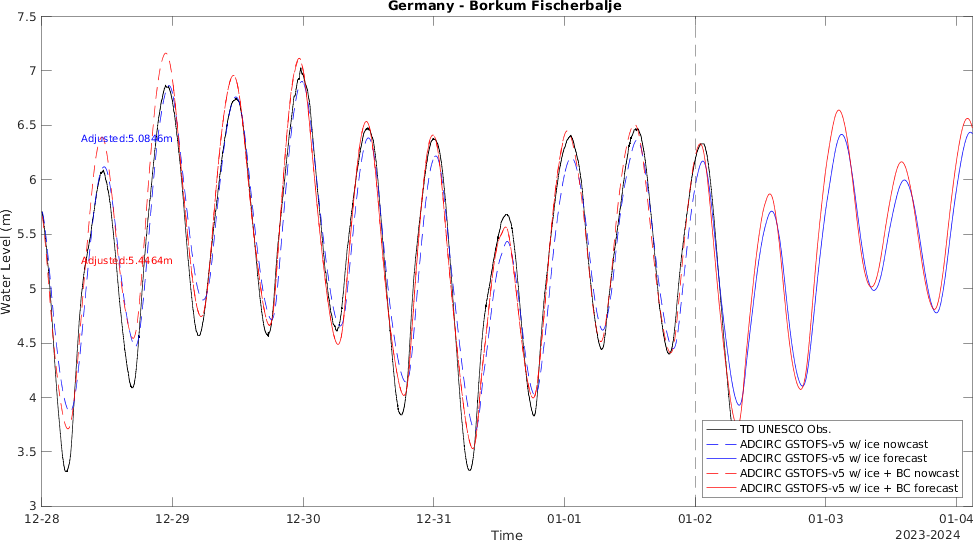 Germany - Borkum Fischerbalje
7.5
7
6.5
6
5.5
5
4.5
4
3.5
3
Water Level (m)
Adjusted:5.0846m
Adjusted:5.4464m
TD UNESCO Obs.
ADCIRC GSTOFS-v5 w/ ice nowcast
ADCIRC GSTOFS-v5 w/ ice forecast
ADCIRC GSTOFS-v5 w/ ice + BC nowcast
ADCIRC GSTOFS-v5 w/ ice + BC forecast
12-28 12-29 12-30 12-31 01-01 01-02 01-03 01-04
Time
2023-2024